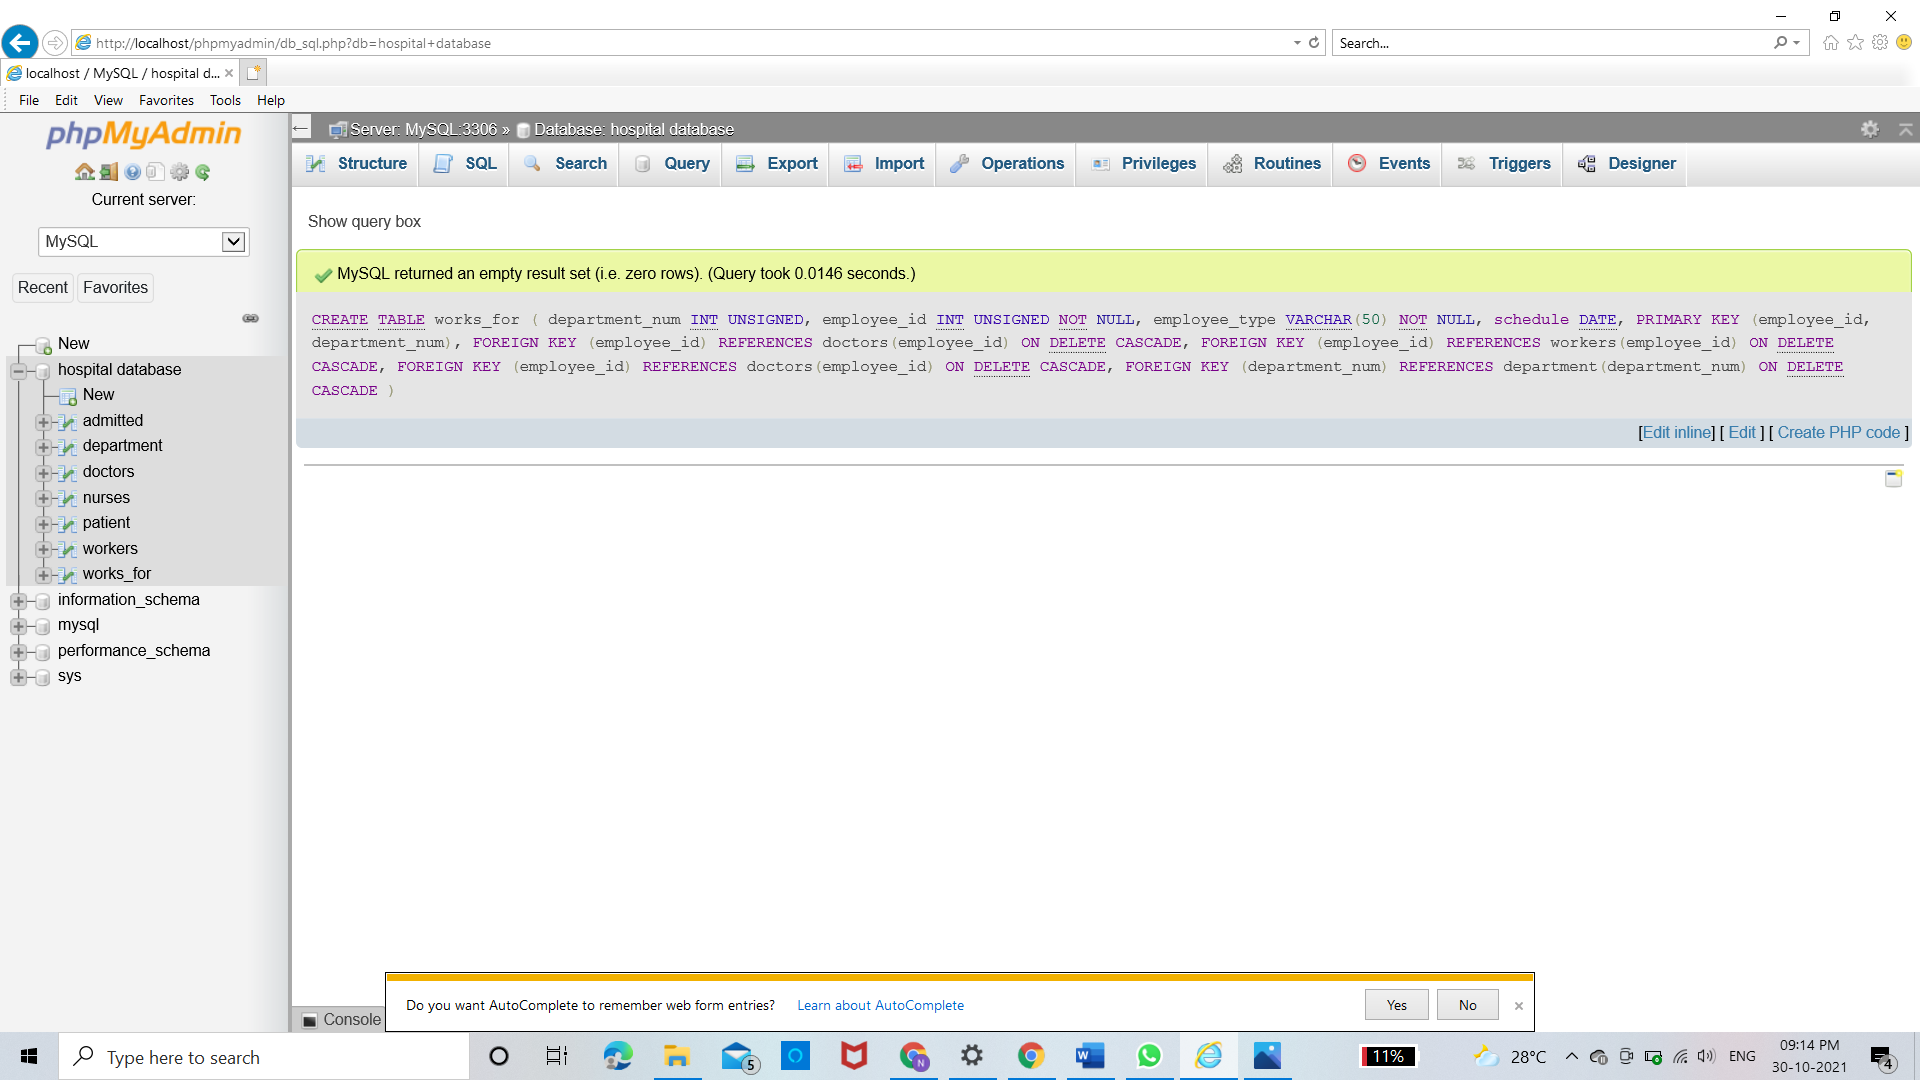 http://localhost/phpmyadmin/db_sql.php?db=hospital+database
Search...
localhost / MySQL / hospital d...
File Edit View Favorites Tools Help
phpMyAdmin
Server: MySQL:3306 » Database: hospital database
Structure SQL Search Query Export Import Operations Privileges Routines Events Triggers Designer
Current server:
MySQL
Recent Favorites
New
hospital database
New
admitted
department
doctors
nurses
patient
workers
works_for
information_schema
mysql
performance_schema
sys
Show query box
MySQL returned an empty result set (i.e. zero rows). (Query took 0.0146 seconds.)
CREATE TABLE works_for ( department_num INT UNSIGNED, employee_id INT UNSIGNED NOT NULL, employee_type VARCHAR(50) NOT NULL, schedule DATE, PRIMARY KEY (employee_id,
department_num), FOREIGN KEY (employee_id) REFERENCES doctors(employee_id) ON DELETE CASCADE, FOREIGN KEY (employee_id) REFERENCES workers(employee_id) ON DELETE
CASCADE, FOREIGN KEY (employee_id) REFERENCES doctors(employee_id) ON DELETE CASCADE, FOREIGN KEY (department_num) REFERENCES department(department_num) ON DELETE
CASCADE )
[Edit inline] [ Edit ] [ Create PHP code ]
Console
Do you want AutoComplete to remember web form entries? Learn about AutoComplete Yes No
Type here to search
5
N
11%
28°C
ENG
09:14 PM
30-10-2021
4